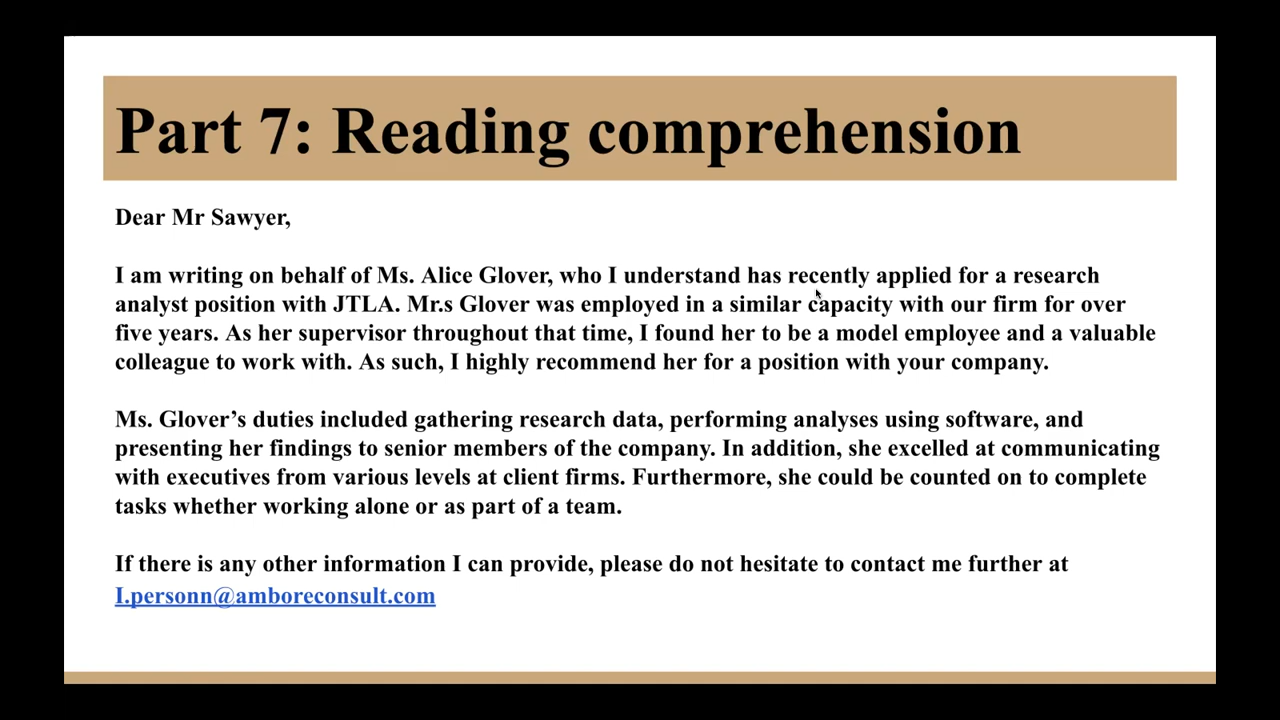 Part 7: Reading comprehension
Dear Mr Sawyer,
I am writing on behalf of Ms. Alice Glover, who I understand has recently applied for a research
analyst position with JTLA. Mr.s Glover was employed in a similar capacity with our firm for over
five years. As her supervisor throughout that time, I found her to be a model employee and a valuable
colleague to work with. As such, I highly recommend her for a position with your company.
Ms. Glover’s duties included gathering research data, performing analyses using software, and
presenting her findings to senior members of the company. In addition, she excelled at communicating
with executives from various levels at client firms. Furthermore, she could be counted on to complete
tasks whether working alone or as part of a team.
If there is any other information I can provide, please do not hesitate to contact me further at
I.personn@amboreconsult.com